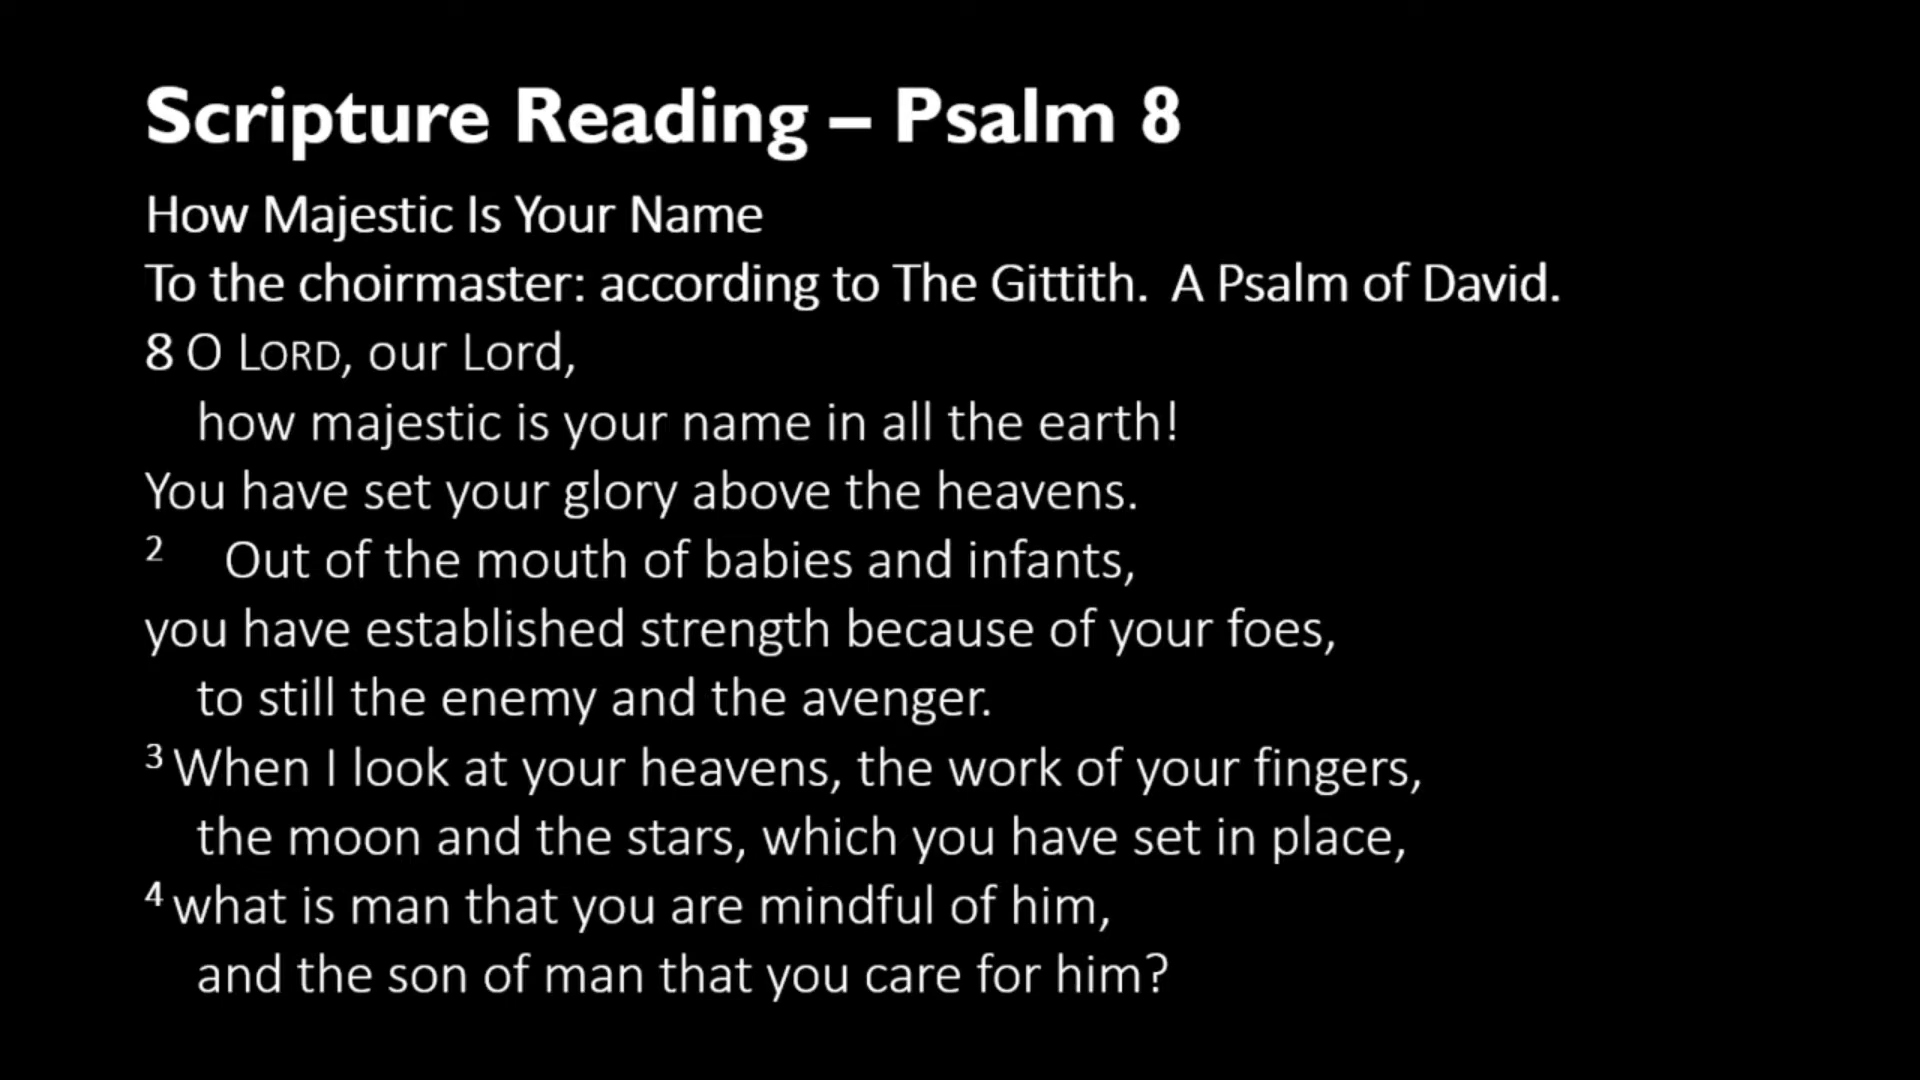 Scripture Reading – Psalm 8
How Majestic Is Your Name
To the choirmaster: according to The Gittith. A Psalm of David.
8 O LORD, our Lord,
how majestic is your name in all the earth!
You have set your glory above the heavens.
2 Out of the mouth of babies and infants,
you have established strength because of your foes,
to still the enemy and the avenger.
3 When I look at your heavens, the work of your fingers,
the moon and the stars, which you have set in place,
4 what is man that you are mindful of him,
and the son of man that you care for him?